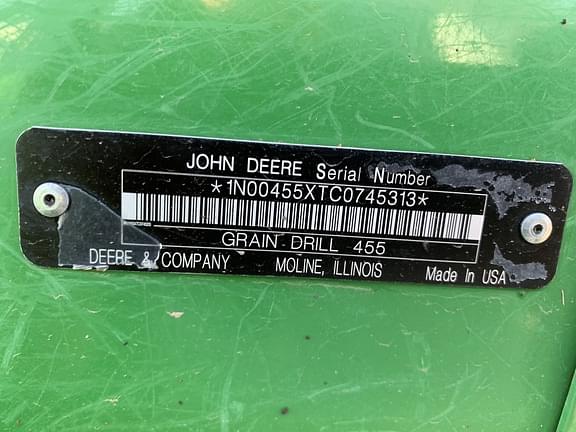 JOHN DEERE Serial Number
*1N00455XTC0745313*
GRAIN DRILL 455
DEERE & COMPANY MOLINE, ILLINOIS Made In USA